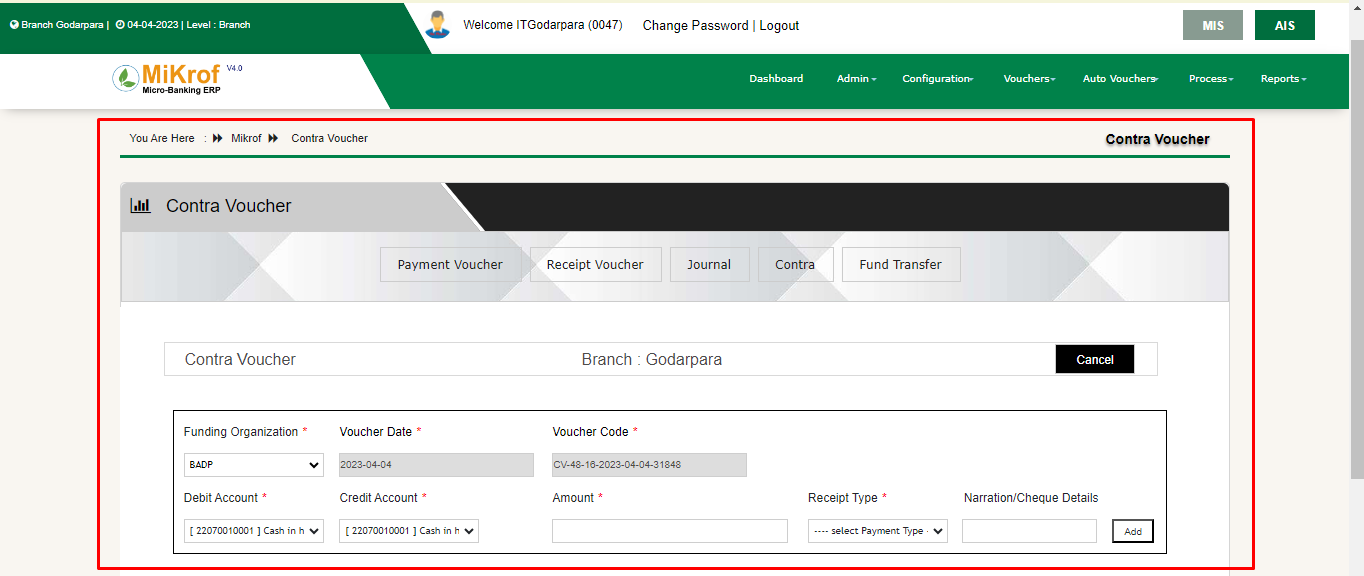 Branch Godarpara | 04-04-2023 | Level : Branch
Welcome ITGodarpara (0047) Change Password | Logout
MIS AIS
MiKrof V4.0
Micro-Banking ERP
Dashboard Admin Configuration Vouchers Auto Vouchers Process Reports
You Are Here : Mikrof Contra Voucher
Contra Voucher
Contra Voucher
Payment Voucher Receipt Voucher Journal Contra Fund Transfer
Contra Voucher Branch : Godarpara Cancel
Funding Organization * Voucher Date * Voucher Code *
BADP 2023-04-04 CV-48-16-2023-04-04-31848
Debit Account * Credit Account * Amount * Receipt Type * Narration/Cheque Details
[ 22070010001 ] Cash in h [ 22070010001 ] Cash in h ---- select Payment Type - Add